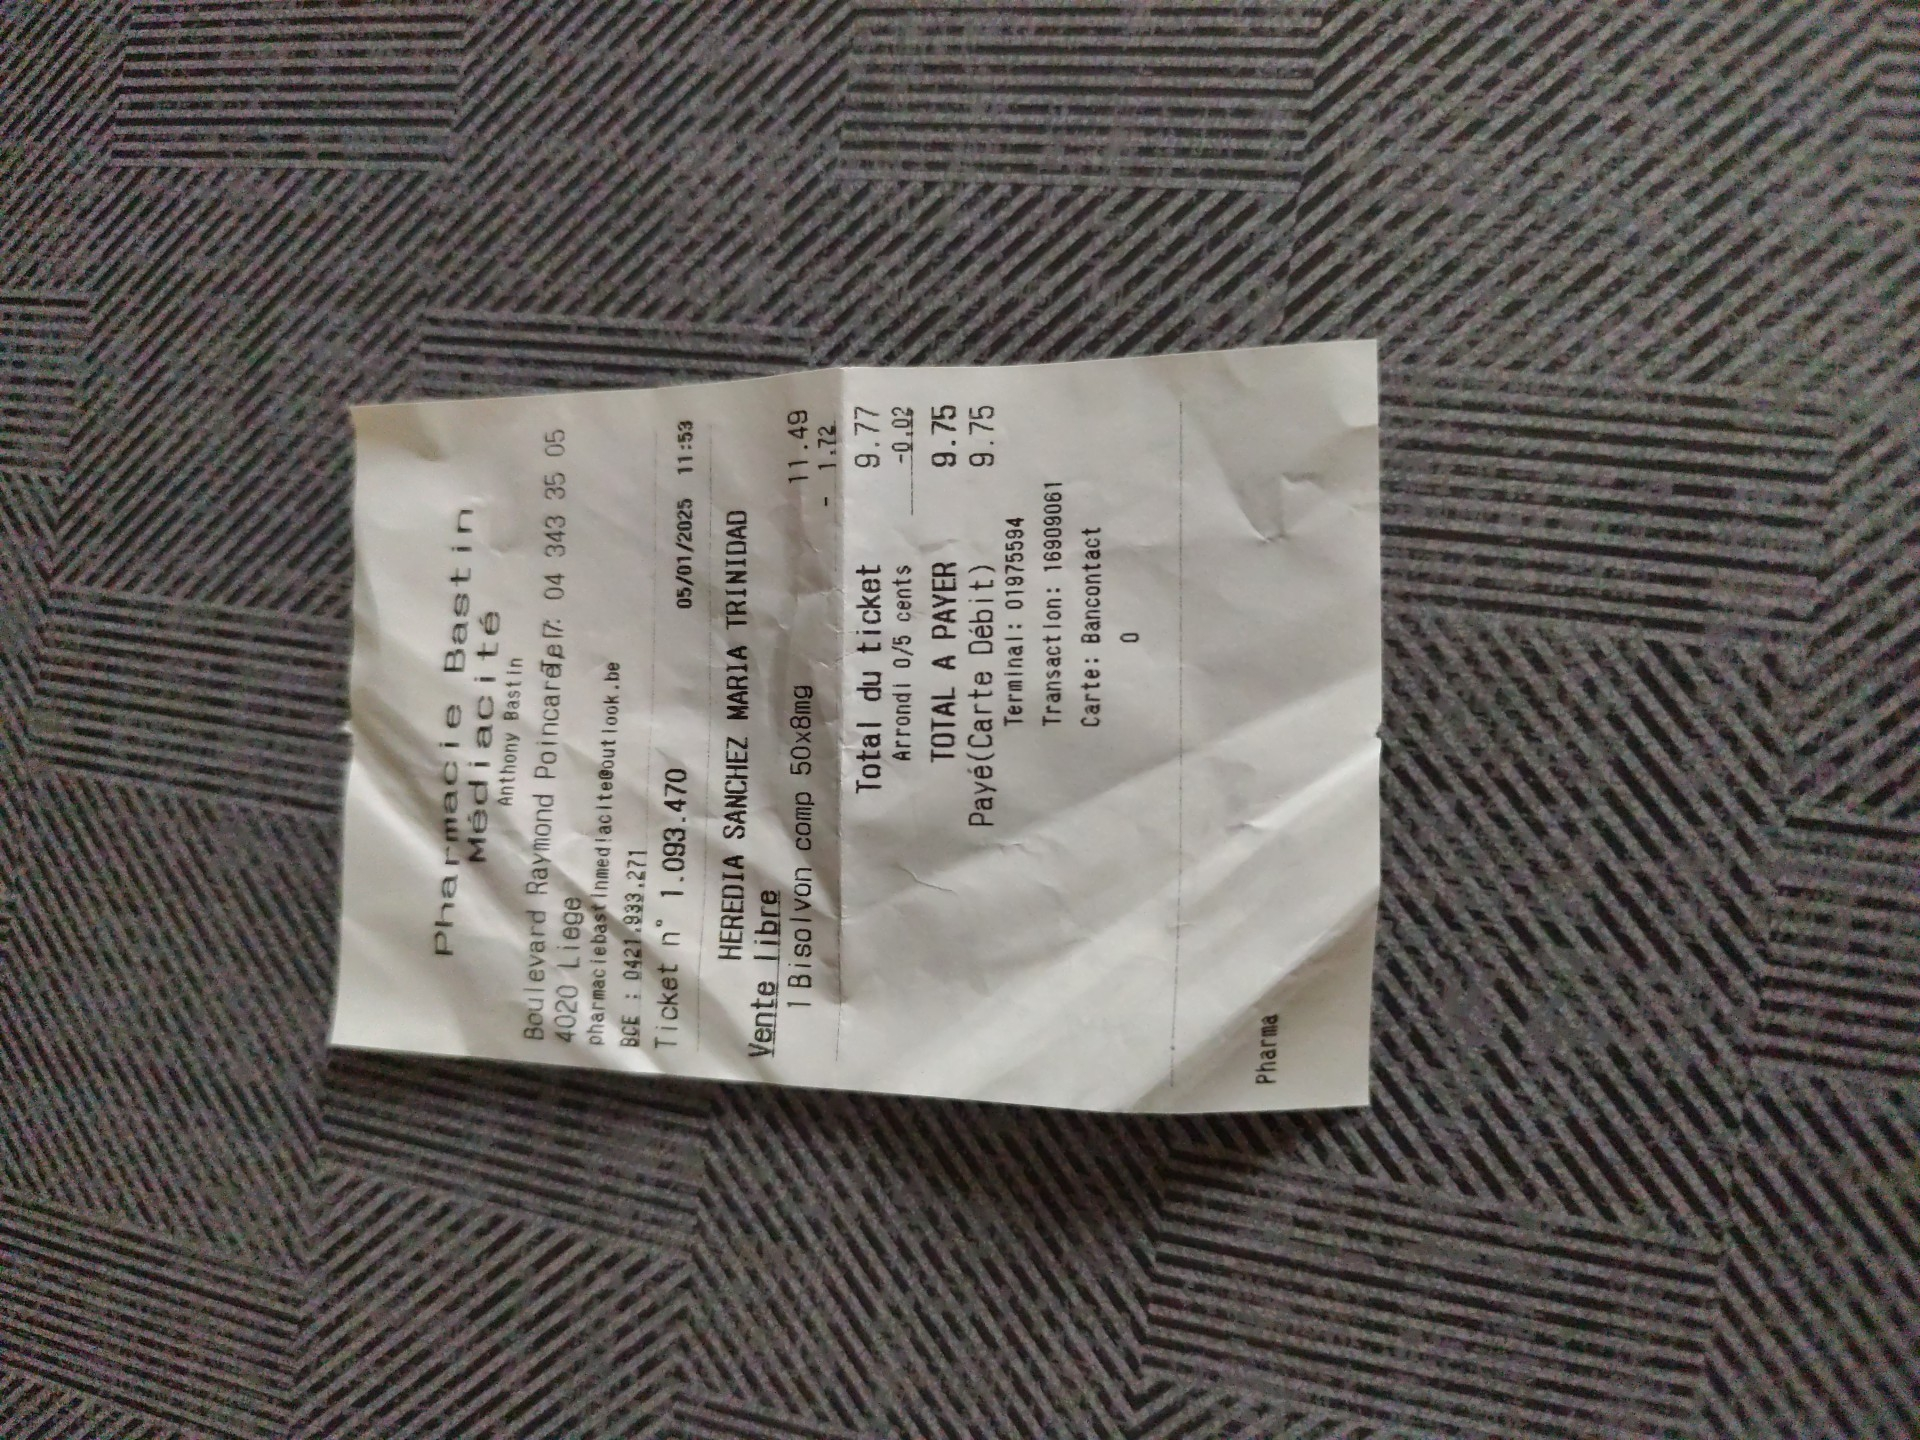 Pharmacie Bastin
Médiacité
Anthony Bastin
Boulevard Raymond Poincaré, 7 Tel : 04 343 35 05
4020 Liege
pharmaciebastinmediacite@outlook.be
BCE : 0421.933.271
Ticket n° 1.093.470 05/01/2025 11:53
HEREDIA SANCHEZ MARIA TRINIDAD
Vente libre
1 Bisolvon comp 50x8mg 11.49
- 1.72
Total du ticket 9.77
Arrondi 0/5 cents -0.02
TOTAL A PAYER 9.75
Payé(Carte Débit) 9.75
Terminal: 01975594
Transaction: 16909061
Carte: Bancontact
0
Pharma